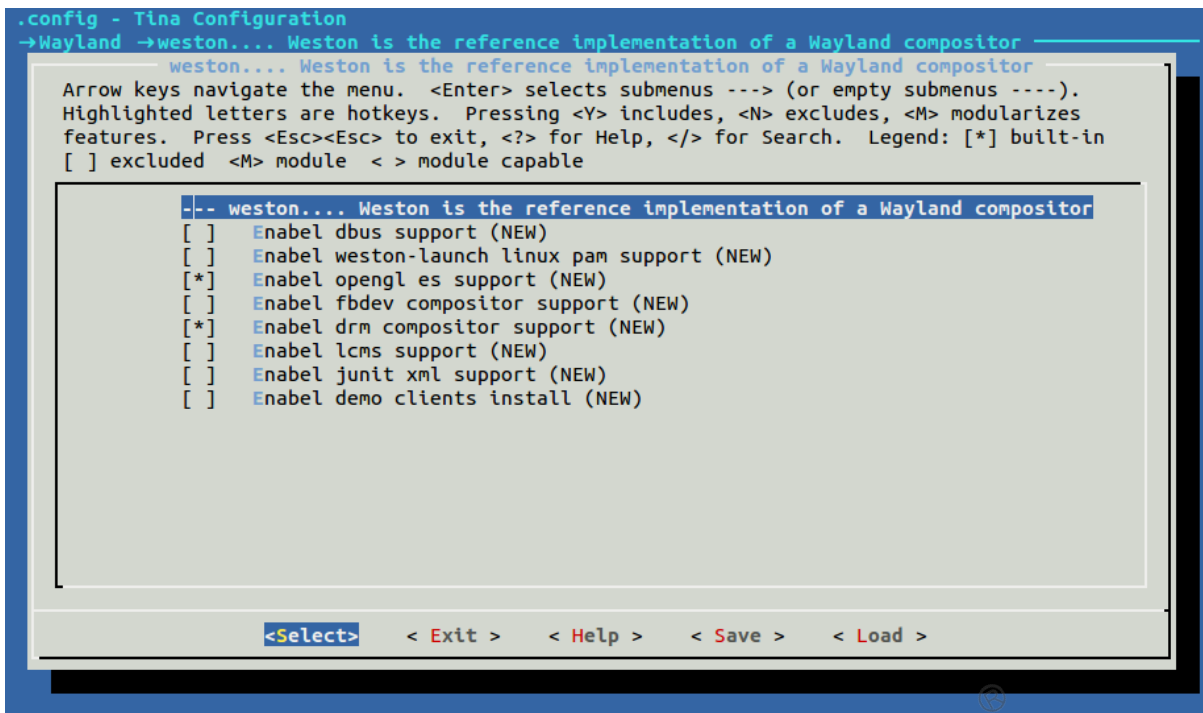 .config - Tina Configuration
→Wayland →weston.... Weston is the reference implementation of a Wayland compositor
weston.... Weston is the reference implementation of a Wayland compositor
Arrow keys navigate the menu.  <Enter> selects submenus ---> (or empty submenus ----).
Highlighted letters are hotkeys.  Pressing <Y> includes, <N> excludes, <M> modularizes
features.  Press <Esc><Esc> to exit, <?> for Help, </> for Search.  Legend: [*] built-in
[ ] excluded  <M> module  < > module capable
--- weston.... Weston is the reference implementation of a Wayland compositor
[ ]   Enabel dbus support (NEW)
[ ]   Enabel weston-launch linux pam support (NEW)
[*]   Enabel opengl es support (NEW)
[ ]   Enabel fbdev compositor support (NEW)
[*]   Enabel drm compositor support (NEW)
[ ]   Enabel lcms support (NEW)
[ ]   Enabel junit xml support (NEW)
[ ]   Enabel demo clients install (NEW)
<Select>    < Exit >    < Help >    < Save >    < Load >